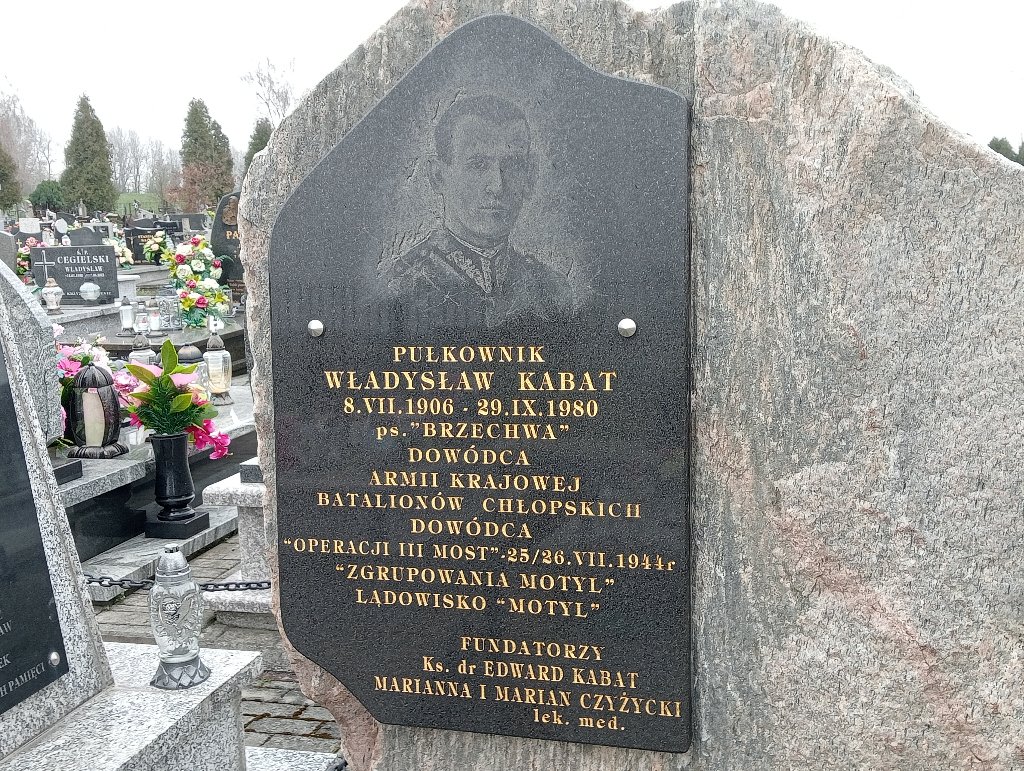 PUŁKOWNIK
WŁADYSŁAW KABAT
8.VII.1906 - 29.IX.1980
ps."BRZECHWA"
DOWÓDCA
ARMII KRAJOWEJ
BATALIONÓW CHŁOPSKICH
DOWÓDCA
"OPERACJI III MOST"-25/26.VII.1944r
"ZGRUPOWANIA MOTYL"
LĄDOWISKO "MOTYL"
FUNDATORZY
Ks. dr EDWARD KABAT
MARIANNA I MARIAN CZYŻYCKI
lek. med.
CEGIELSKI
WŁADYSŁAW
PAMIĘCI